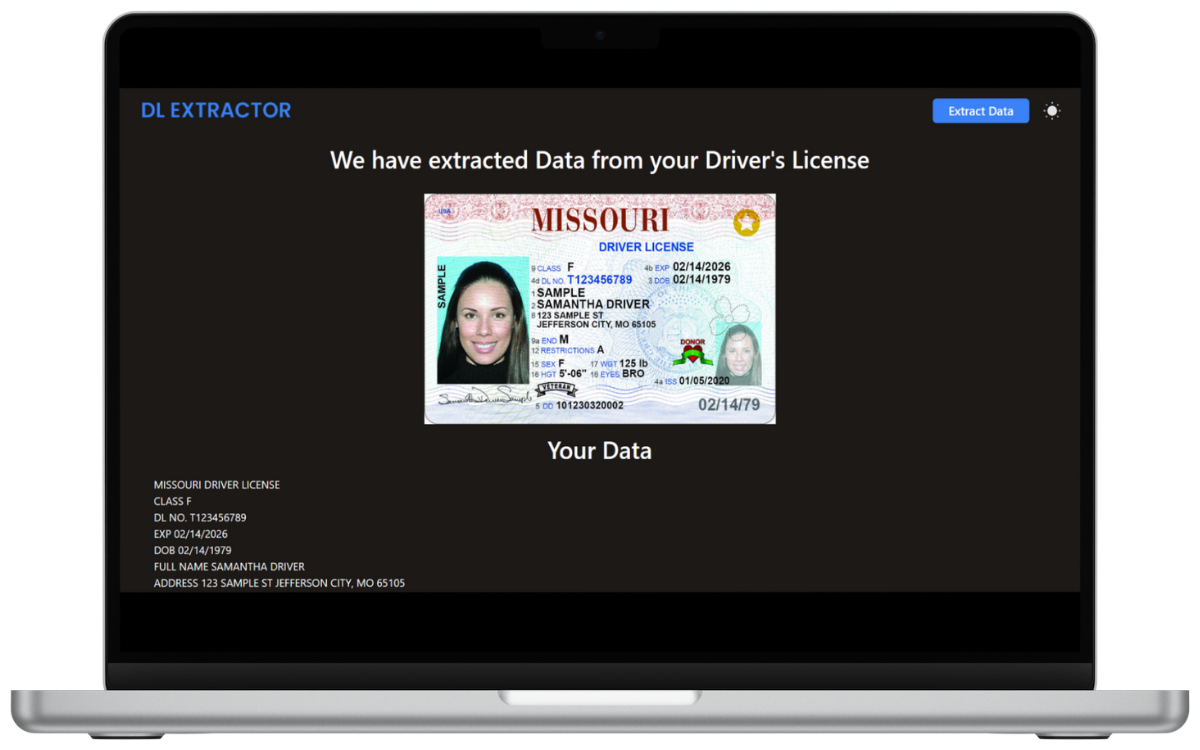 DL EXTRACTOR
Extract Data
We have extracted Data from your Driver's License
USA
MISSOURI
DRIVER LICENSE
SAMPLE
9 CLASS F
4b EXP 02/14/2026
4d DL NO. T123456789
3 DOB 02/14/1979
1 SAMPLE
2 SAMANTHA DRIVER
8 123 SAMPLE ST
JEFFERSON CITY, MO 65105
9a END M
12 RESTRICTIONS A
DONOR
15 SEX F 17 WGT 125 lb
16 HGT 5'-06" 18 EYES BRO
4a ISS 01/05/2020
VETERAN
Samantha Driver Sample
5 DD 101230320002
02/14/79
Your Data
MISSOURI DRIVER LICENSE
CLASS F
DL NO. T123456789
EXP 02/14/2026
DOB 02/14/1979
FULL NAME SAMANTHA DRIVER
ADDRESS 123 SAMPLE ST JEFFERSON CITY, MO 65105